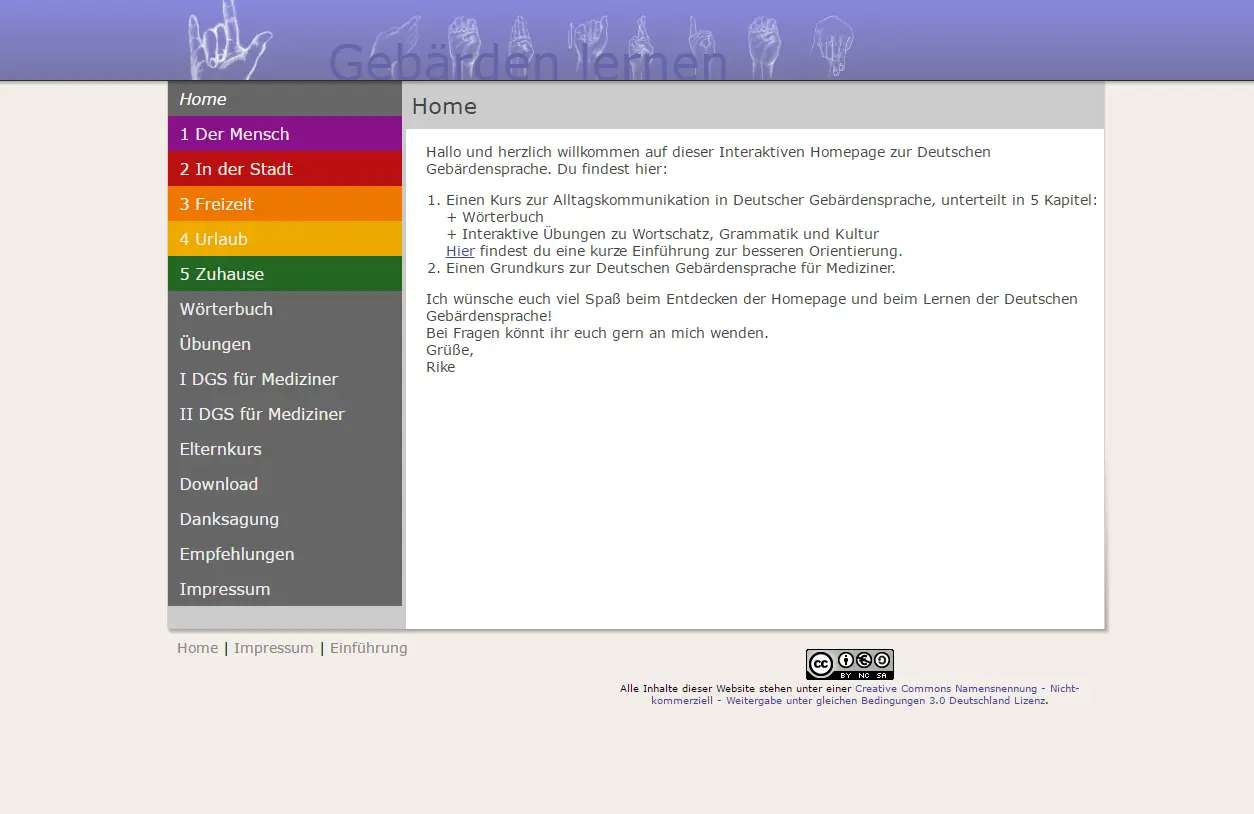 Gebärden lernen
Home
1 Der Mensch
2 In der Stadt
3 Freizeit
4 Urlaub
5 Zuhause
Wörterbuch
Übungen
I DGS für Mediziner
II DGS für Mediziner
Elternkurs
Download
Danksagung
Empfehlungen
Impressum
Home
Hallo und herzlich willkommen auf dieser Interaktiven Homepage zur Deutschen
Gebärdensprache. Du findest hier:
1. Einen Kurs zur Alltagskommunikation in Deutscher Gebärdensprache, unterteilt in 5 Kapitel:
+ Wörterbuch
+ Interaktive Übungen zu Wortschatz, Grammatik und Kultur
Hier findest du eine kurze Einführung zur besseren Orientierung.
2. Einen Grundkurs zur Deutschen Gebärdensprache für Mediziner.
Ich wünsche euch viel Spaß beim Entdecken der Homepage und beim Lernen der Deutschen
Gebärdensprache!
Bei Fragen könnt ihr euch gern an mich wenden.
Grüße,
Rike
Home | Impressum | Einführung
cc
BY NC SA
Alle Inhalte dieser Website stehen unter einer Creative Commons Namensnennung - Nicht-
kommerziell - Weitergabe unter gleichen Bedingungen 3.0 Deutschland Lizenz.